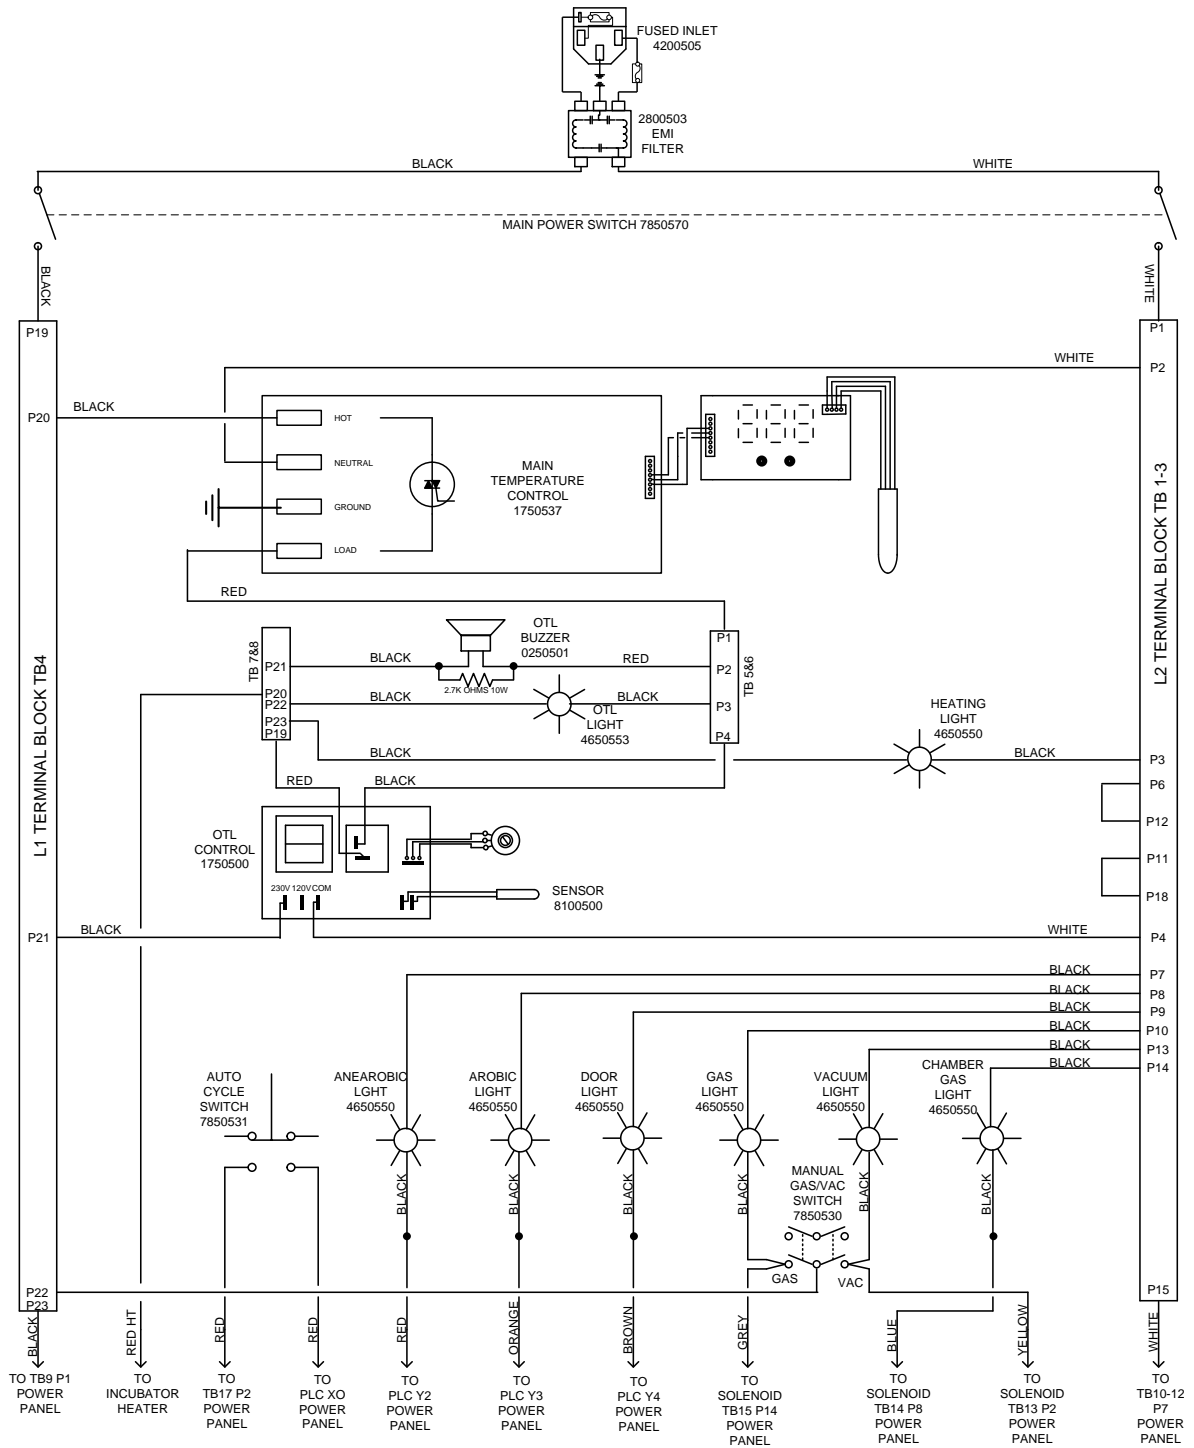 FUSED INLET
4200505
2800503
EMI
FILTER
BLACK
WHITE
MAIN POWER SWITCH 7850570
BLACK
WHITE
P19
P1
WHITE
P2
BLACK
P20
HOT
NEUTRAL
GROUND
LOAD
MAIN
TEMPERATURE
CONTROL
1750537
L1 TERMINAL BLOCK TB4
L2 TERMINAL BLOCK TB 1-3
RED
TB 7&8
P21
P20
P22
P23
P19
BLACK
OTL
BUZZER
0250501
RED
2.7K OHMS 10W
BLACK
BLACK
OTL
LIGHT
4650553
P1
P2
P3
P4
TB 5&6
HEATING
LIGHT
4650550
BLACK
BLACK
P3
RED
BLACK
P6
P12
P11
P18
OTL
CONTROL
1750500
230V 120V COM
SENSOR
8100500
P21
BLACK
WHITE
P4
BLACK
P7
BLACK
P8
BLACK
P9
BLACK
P10
BLACK
P13
BLACK
P14
AUTO
CYCLE
SWITCH
7850531
ANEAROBIC
LGHT
4650550
AROBIC
LIGHT
4650550
DOOR
LIGHT
4650550
GAS
LIGHT
4650550
VACUUM
LIGHT
4650550
CHAMBER
GAS
LIGHT
4650550
BLACK
BLACK
BLACK
BLACK
BLACK
BLACK
MANUAL
GAS/VAC
SWITCH
7850530
GAS
VAC
P22
P23
P15
BLACK
RED HT
RED
RED
RED
ORANGE
BROWN
GREY
BLUE
YELLOW
WHITE
TO TB9 P1
POWER
PANEL
TO
INCUBATOR
HEATER
TO
TB17 P2
POWER
PANEL
TO
PLC XO
POWER
PANEL
TO
PLC Y2
POWER
PANEL
TO
PLC Y3
POWER
PANEL
TO
PLC Y4
POWER
PANEL
TO
SOLENOID
TB15 P14
POWER
PANEL
TO
SOLENOID
TB14 P8
POWER
PANEL
TO
SOLENOID
TB13 P2
POWER
PANEL
TO
TB10-12
P7
POWER
PANEL